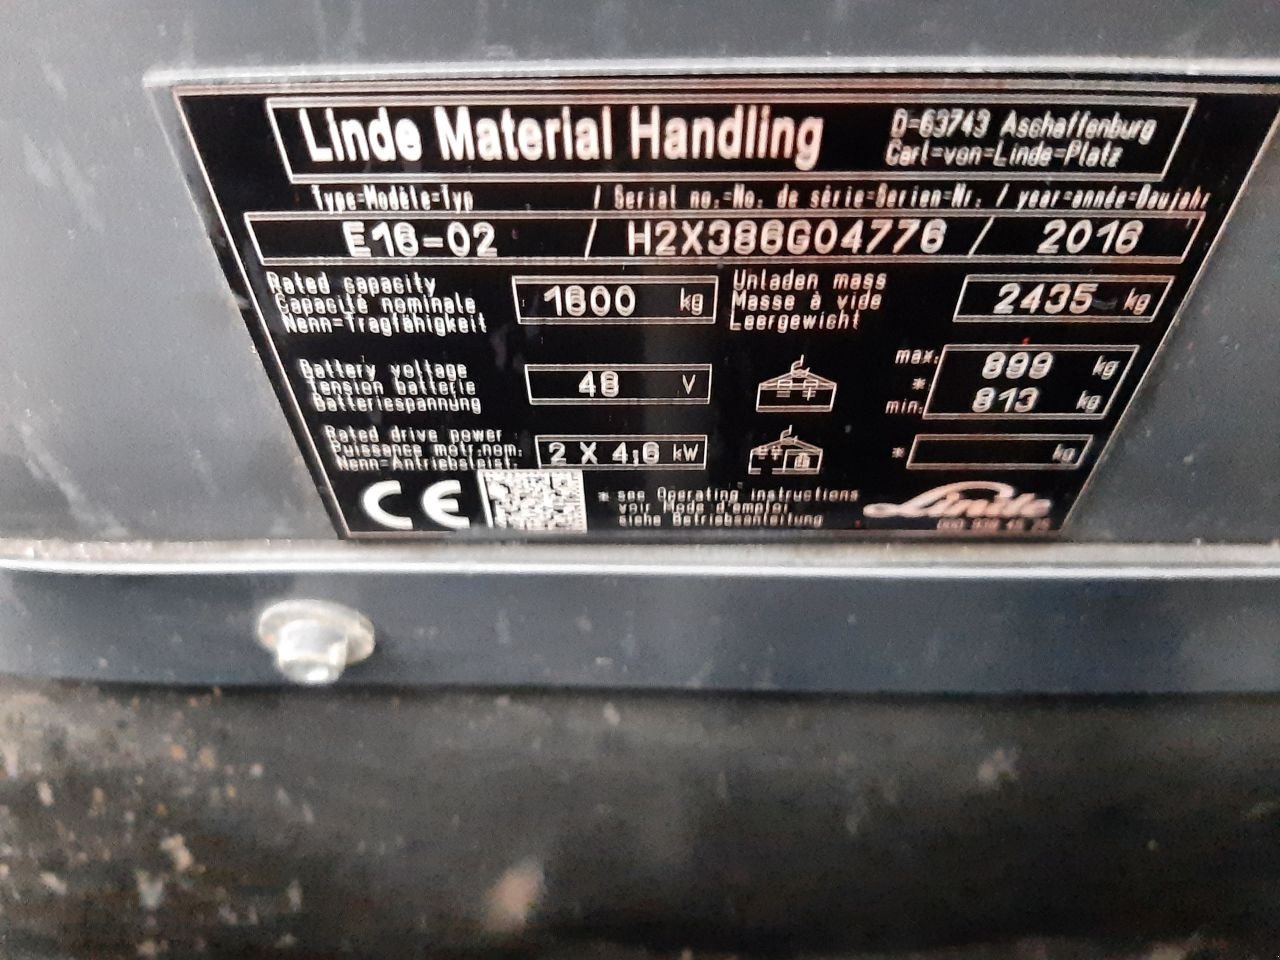 Linde Material Handling
D-63743 Aschaffenburg
Carl-von-Linde-Platz
Type-Modèle-Typ / Serial no.-No. de série-Serien-Nr. / year-année-Baujahr
E16-02 / H2X386G04776 / 2016
Rated capacity
Capacité nominale
Nenn-Tragfähigkeit
1600 kg
Unladen mass
Masse à vide
Leergewicht
2435 kg
Battery voltage
Tension batterie
Batteriespannung
48 V
max. 899 kg
*
min. 813 kg
Rated drive power
Puissance motr.nom.
Nenn-Antriebsleist.
2 X 4,6 kW
* kg
CE
* see Operating instructions
voir Mode d'emploi
siehe Betriebsanleitung
Linde